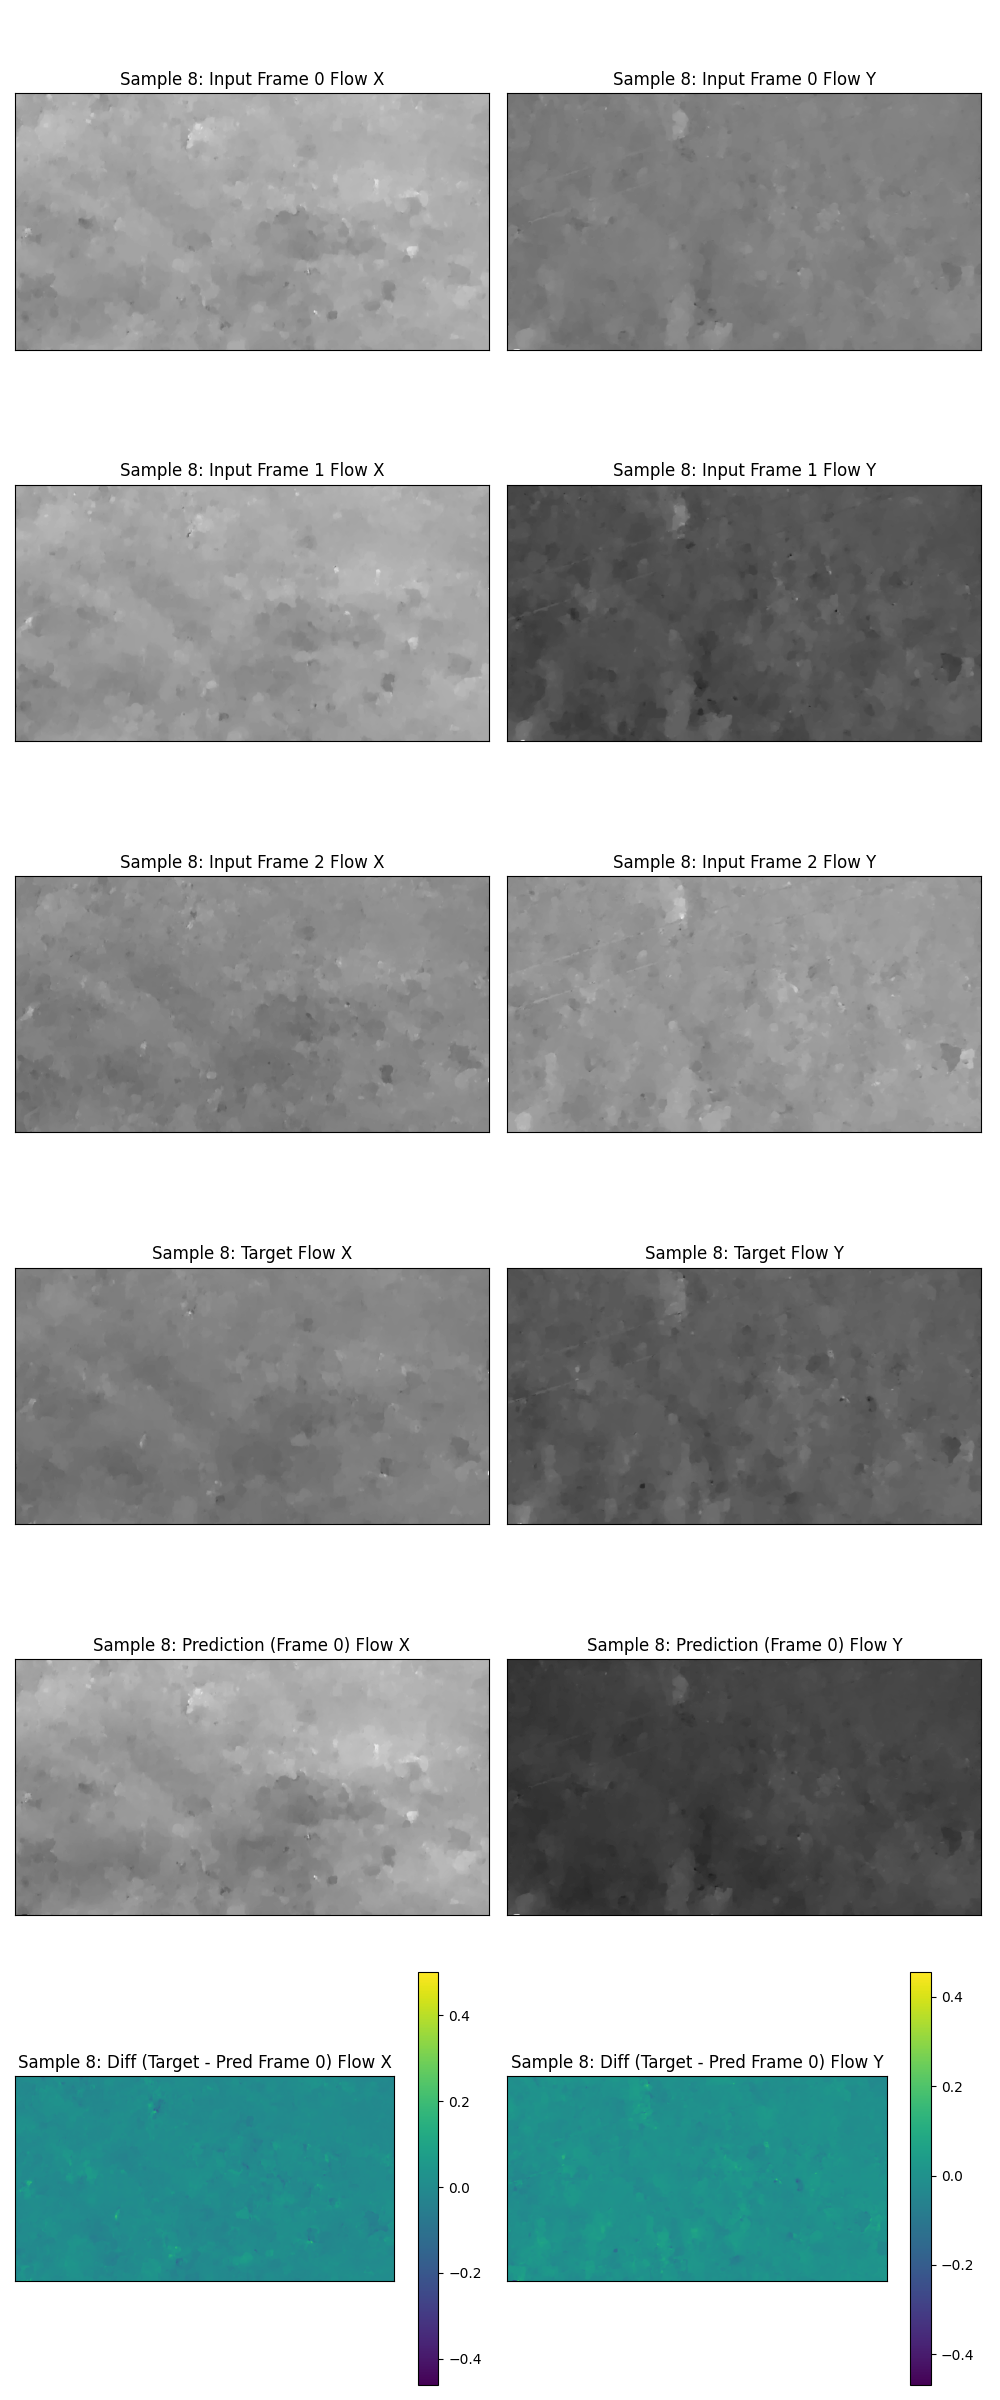 Sample 8: Input Frame 0 Flow X
Sample 8: Input Frame 0 Flow Y
Sample 8: Input Frame 1 Flow X
Sample 8: Input Frame 1 Flow Y
Sample 8: Input Frame 2 Flow X
Sample 8: Input Frame 2 Flow Y
Sample 8: Target Flow X
Sample 8: Target Flow Y
Sample 8: Prediction (Frame 0) Flow X
Sample 8: Prediction (Frame 0) Flow Y
Sample 8: Diff (Target - Pred Frame 0) Flow X
0.4
0.2
0.0
−0.2
−0.4
Sample 8: Diff (Target - Pred Frame 0) Flow Y
0.4
0.2
0.0
−0.2
−0.4